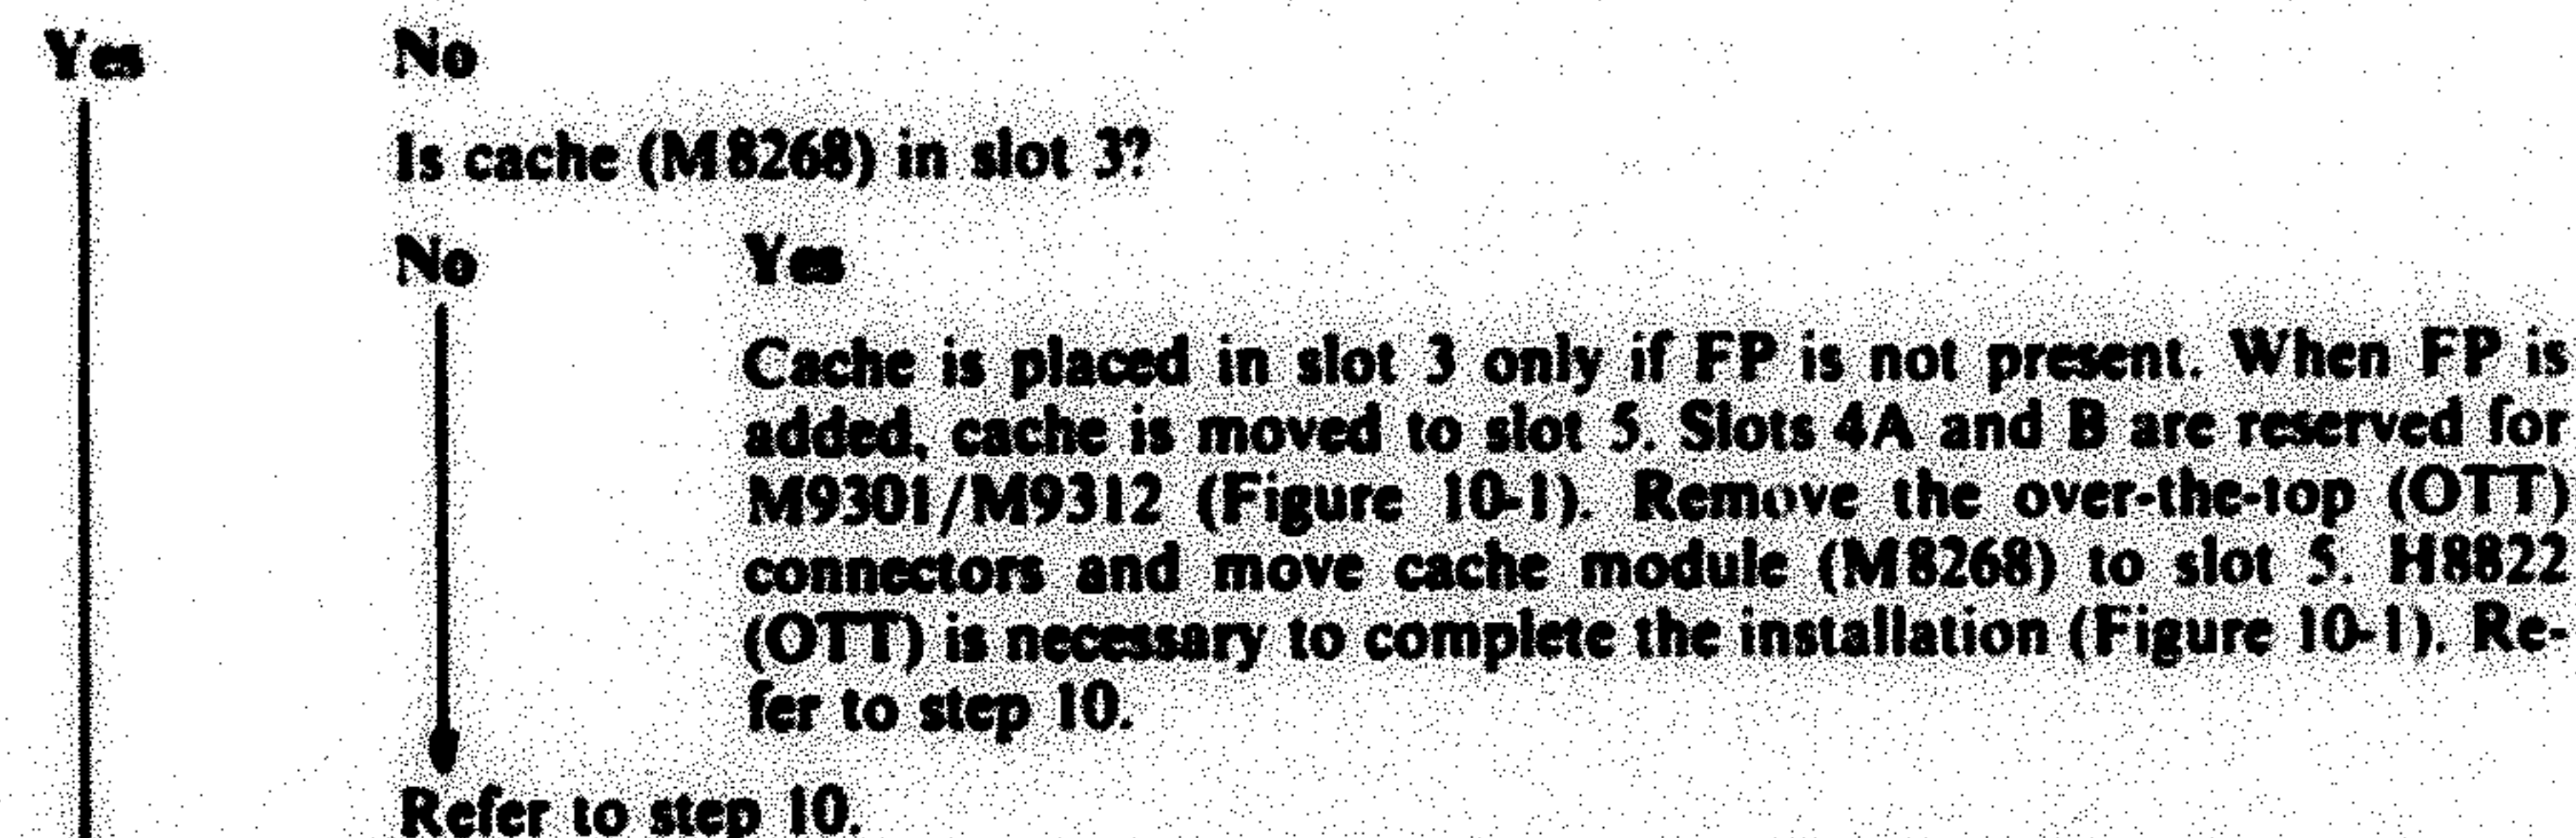 Yes No
Is cache (M8268) in slot 3?
No Yes
Cache is placed in slot 3 only if FP is not present. When FP is
added, cache is moved to slot 5. Slots 4A and B are reserved for
M9301/M9312 (Figure 10-1). Remove the over-the-top (OTT)
connectors and move cache module (M8268) to slot 5. H8822
(OTT) is necessary to complete the installation (Figure 10-1). Re-
fer to step 10.
Refer to step 10.